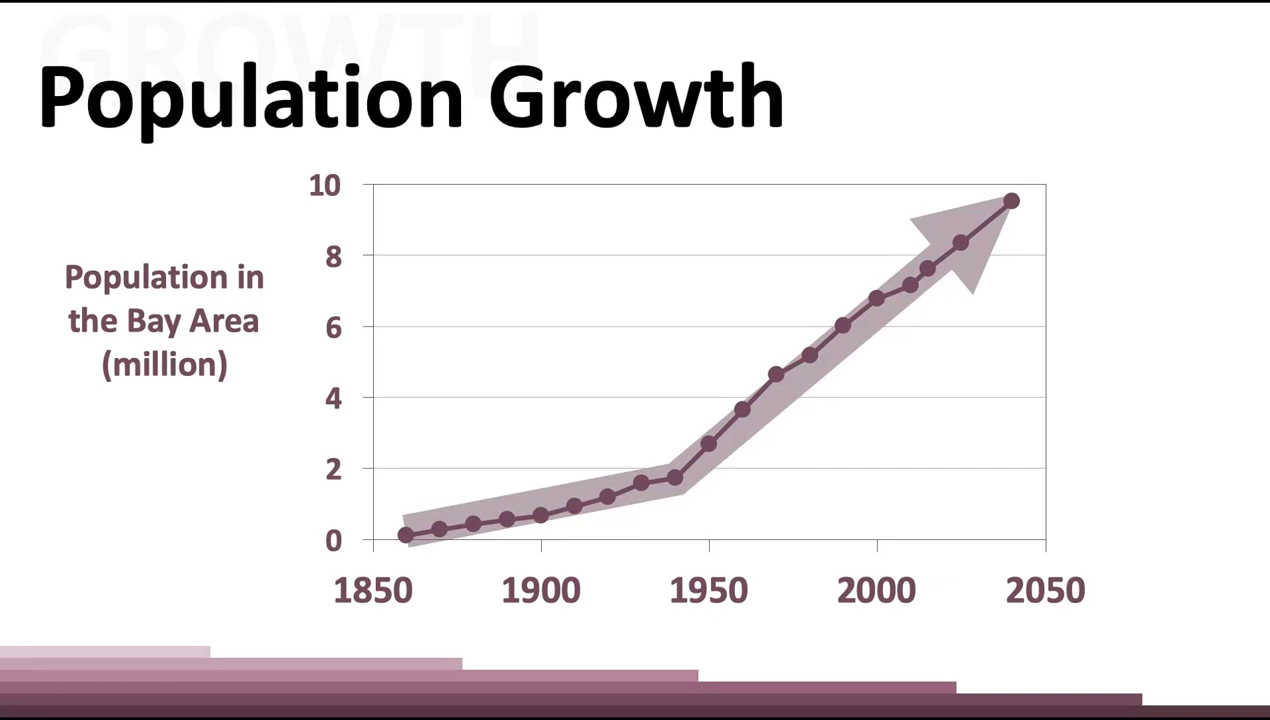 GROWTH
Population Growth
10
8
6
4
2
0
Population in
the Bay Area
(million)
1850 1900 1950 2000 2050